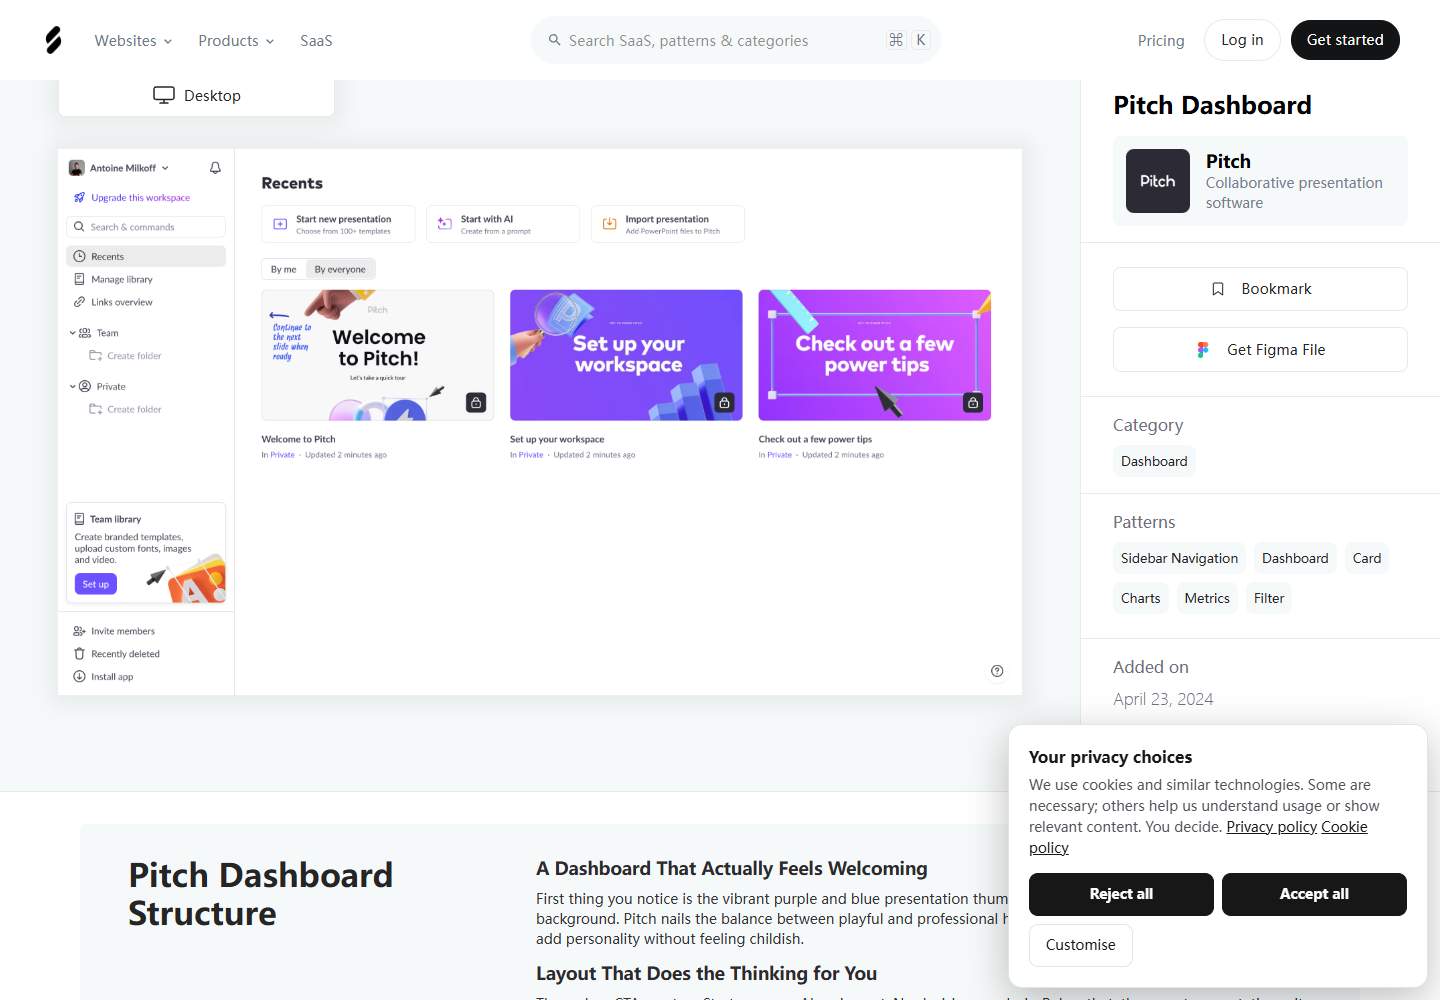 Websites
Products
SaaS
Search SaaS, patterns & categories
⌘ K
Pricing
Log in
Get started
Desktop
Antoine Milkoff
Upgrade this workspace
Search & commands
Recents
Manage library
Links overview
Team
Create folder
Private
Create folder
Team library
Create branded templates,
upload custom fonts, images
and video.
Set up
Invite members
Recently deleted
Install app
Recents
Start new presentation
Choose from 100+ templates
Start with AI
Create from a prompt
Import presentation
Add PowerPoint files to Pitch
By me
By everyone
Continue to
the next
slide when
ready
Pitch
Welcome
to Pitch!
Let's take a quick tour
Set up your
workspace
Check out a few
power tips
Welcome to Pitch
In Private · Updated 2 minutes ago
Set up your workspace
In Private · Updated 2 minutes ago
Check out a few power tips
In Private · Updated 2 minutes ago
Pitch Dashboard
Pitch
Pitch
Collaborative presentation
software
Bookmark
Get Figma File
Category
Dashboard
Patterns
Sidebar Navigation
Dashboard
Card
Charts
Metrics
Filter
Added on
April 23, 2024
Pitch Dashboard
Structure
A Dashboard That Actually Feels Welcoming
First thing you notice is the vibrant purple and blue presentation thum
background. Pitch nails the balance between playful and professional h
add personality without feeling childish.
Layout That Does the Thinking for You
Your privacy choices
We use cookies and similar technologies. Some are
necessary; others help us understand usage or show
relevant content. You decide. Privacy policy Cookie
policy
Reject all
Accept all
Customise